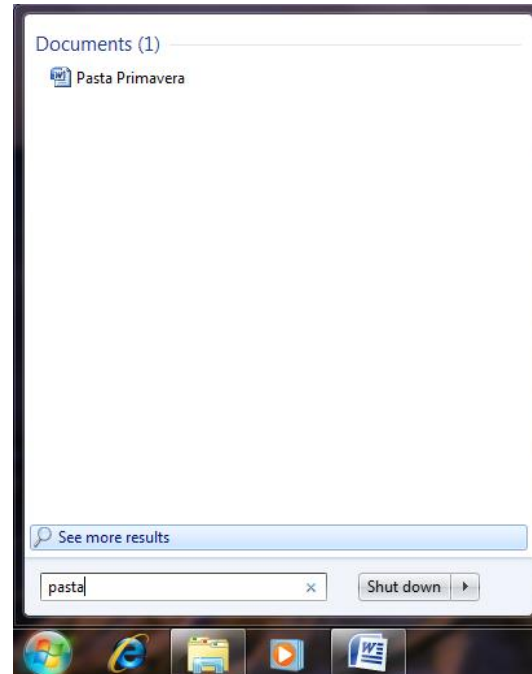 Documents (1)
Pasta Primavera
See more results
pasta
Shut down